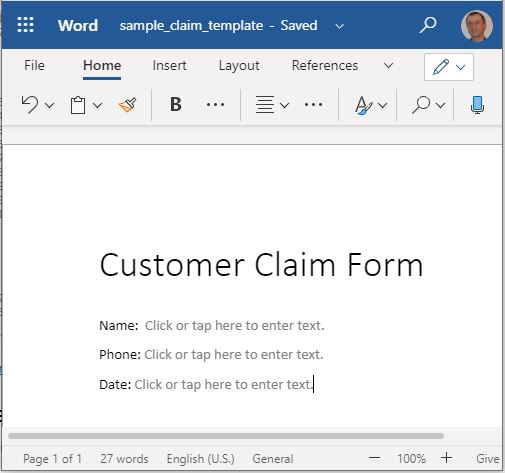 Word sample_claim_template - Saved
File Home Insert Layout References
B
Customer Claim Form
Name: Click or tap here to enter text.
Phone: Click or tap here to enter text.
Date: Click or tap here to enter text.
Page 1 of 1 27 words English (U.S.) General 100% Give